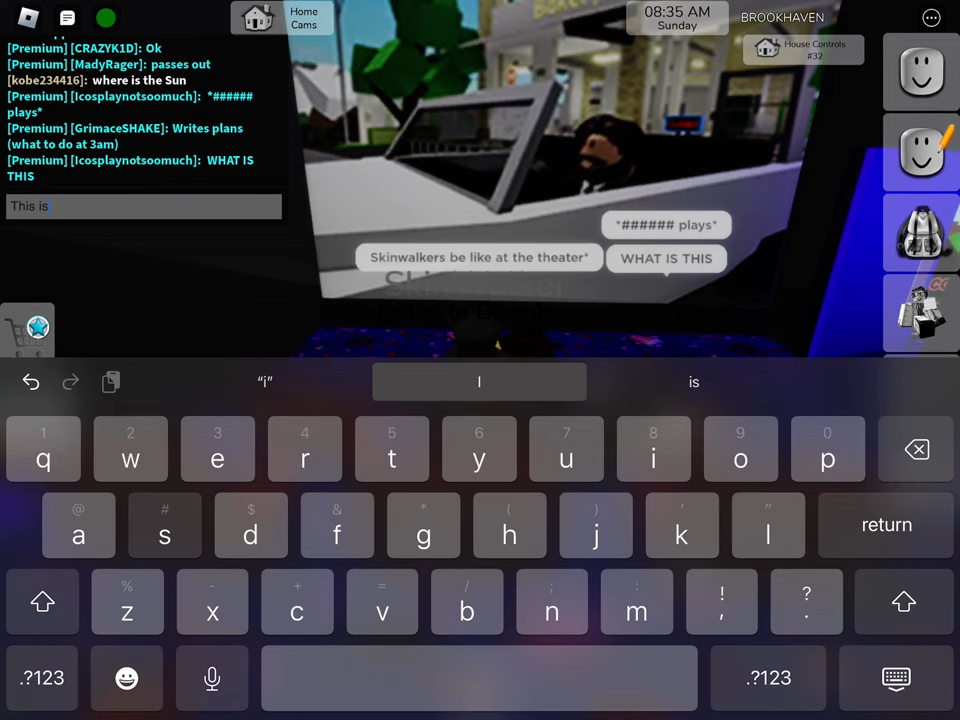 Home
Cams
08:35 AM
Sunday
BROOKHAVEN
House Controls
#32
[Premium] [CRAZYK1D]: Ok
[Premium] [MadyRager]: passes out
[kobe234416]: where is the Sun
[Premium] [Icosplaynotsoomuch]: *######
plays*
[Premium] [GrimaceSHAKE]: Writes plans
(what to do at 3am)
[Premium] [Icosplaynotsoomuch]: WHAT IS
THIS
This is
*###### plays*
Skinwalkers be like at the theater*
WHAT IS THIS
"i" I is
1 2 3 4 5 6 7 8 9 0
q w e r t y u i o p
@ # $ & * ( ) ' "
a s d f g h j k l return
% - + = / ; : ! ?
z x c v b n m , .
.?123 .?123